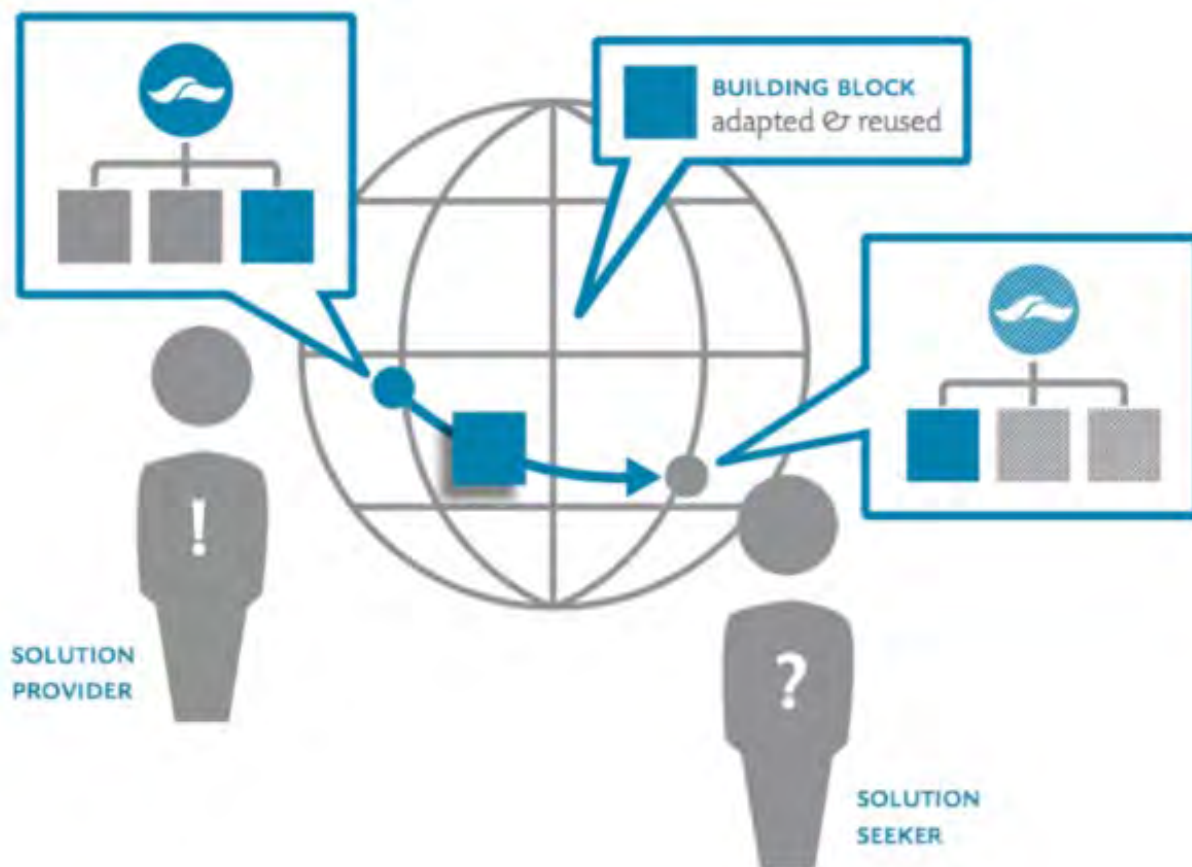 BUILDING BLOCK
adapted & reused
!
SOLUTION
PROVIDER
?
SOLUTION
SEEKER